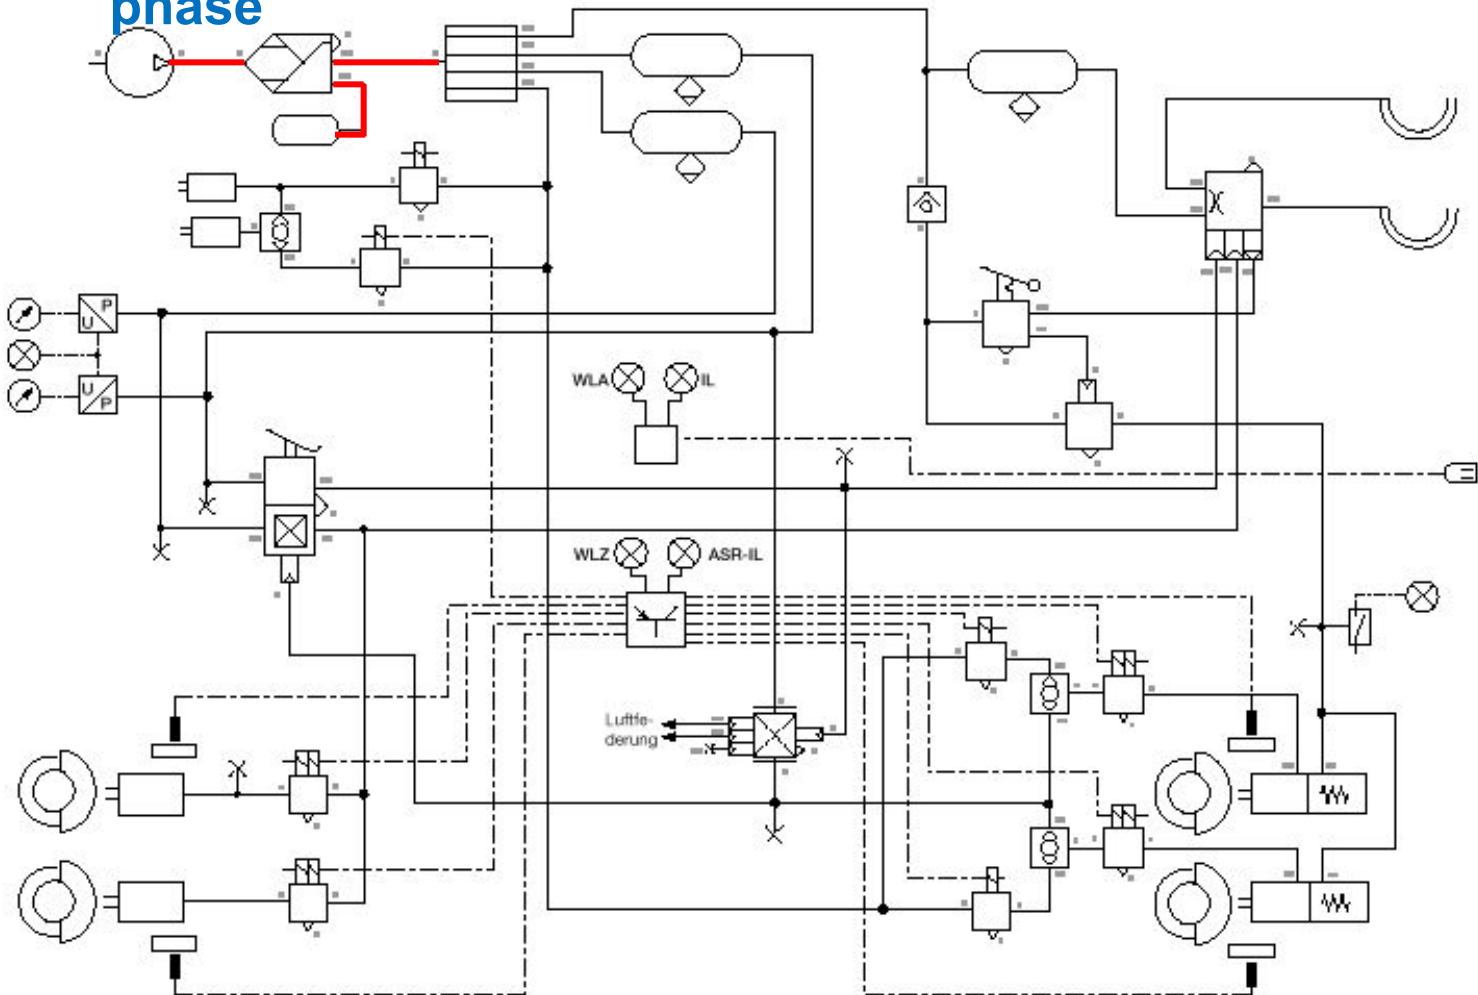 phase
P
U
U
P
WLA
IL
WLZ
ASR-IL
Luftfe-
derung